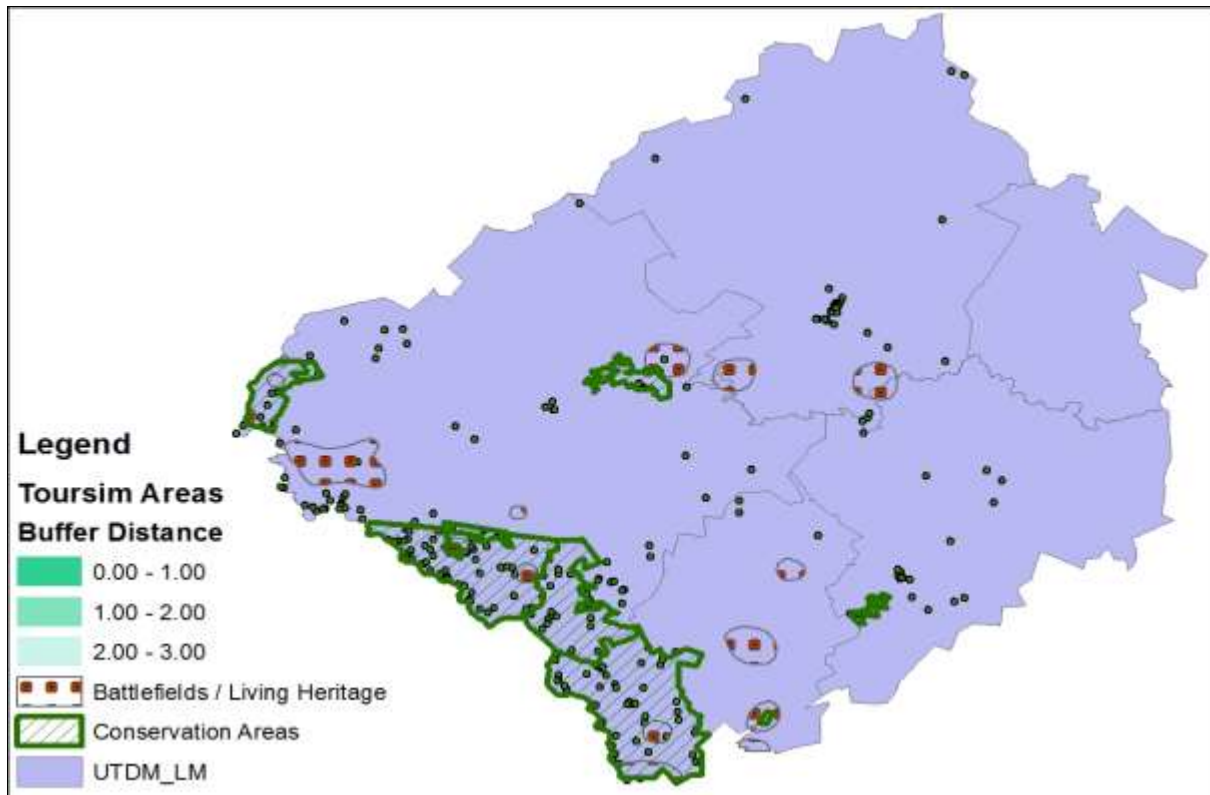 Legend
Toursim Areas
Buffer Distance
0.00 - 1.00
1.00 - 2.00
2.00 - 3.00
Battlefields / Living Heritage
Conservation Areas
UTDM_LM